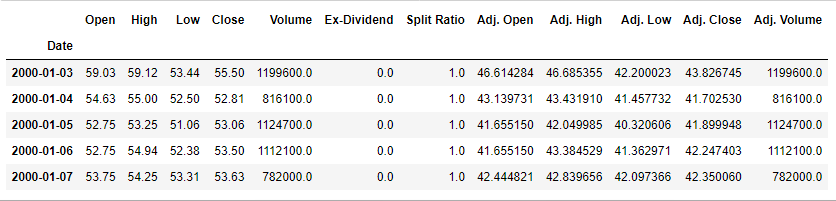 Open High Low Close Volume Ex-Dividend Split Ratio Adj. Open Adj. High Adj. Low Adj. Close Adj. Volume
Date
2000-01-03 59.03 59.12 53.44 55.50 1199600.0 0.0 1.0 46.614284 46.685355 42.200023 43.826745 1199600.0
2000-01-04 54.63 55.00 52.50 52.81 816100.0 0.0 1.0 43.139731 43.431910 41.457732 41.702530 816100.0
2000-01-05 52.75 53.25 51.06 53.06 1124700.0 0.0 1.0 41.655150 42.049985 40.320606 41.899948 1124700.0
2000-01-06 52.75 54.94 52.38 53.50 1112100.0 0.0 1.0 41.655150 43.384529 41.362971 42.247403 1112100.0
2000-01-07 53.75 54.25 53.31 53.63 782000.0 0.0 1.0 42.444821 42.839656 42.097366 42.350060 782000.0